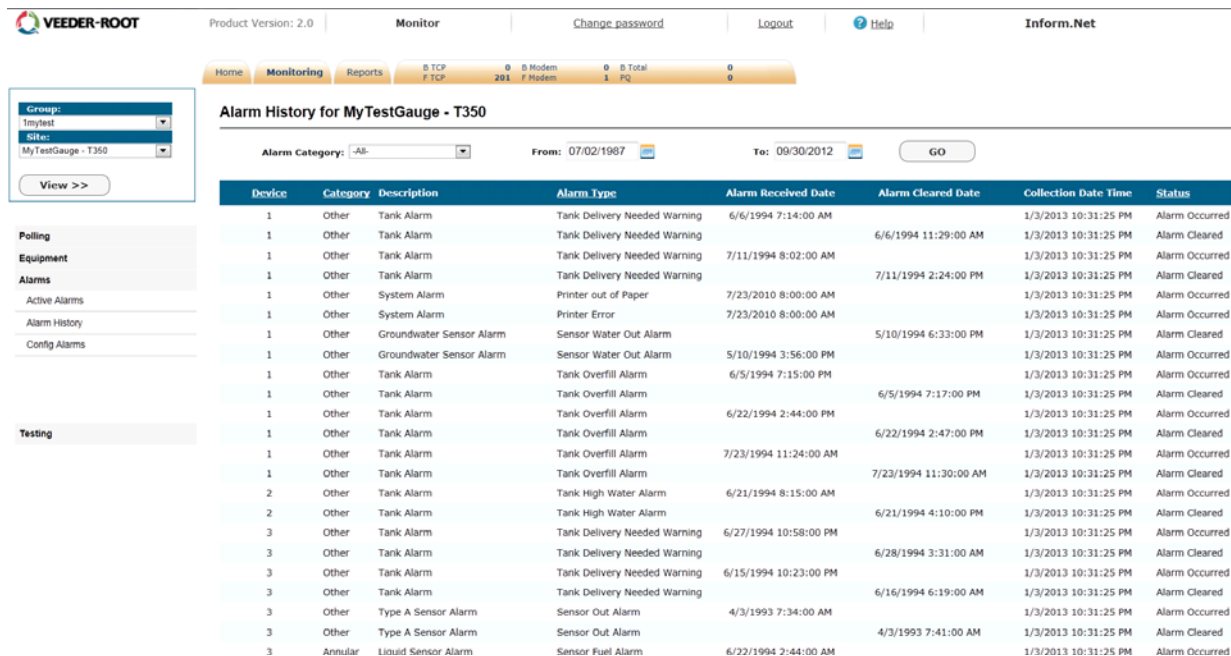 VEEDER-ROOT Product Version: 2.0 Monitor Change password Logout Help Inform.Net
Home Monitoring Reports B TCP 0 B Modem 0 B Total 0
F TCP 201 F Modem 1 PQ 0
Group:
1mytest
Site:
MyTestGauge - T350
View >>
Polling
Equipment
Alarms
Active Alarms
Alarm History
Config Alarms
Testing
Alarm History for MyTestGauge - T350
Alarm Category: -All- From: 07/02/1987 To: 09/30/2012 GO
Device Category Description Alarm Type Alarm Received Date Alarm Cleared Date Collection Date Time Status
1 Other Tank Alarm Tank Delivery Needed Warning 6/6/1994 7:14:00 AM 1/3/2013 10:31:25 PM Alarm Occurred
1 Other Tank Alarm Tank Delivery Needed Warning 6/6/1994 11:29:00 AM 1/3/2013 10:31:25 PM Alarm Cleared
1 Other Tank Alarm Tank Delivery Needed Warning 7/11/1994 8:02:00 AM 1/3/2013 10:31:25 PM Alarm Occurred
1 Other Tank Alarm Tank Delivery Needed Warning 7/11/1994 2:24:00 PM 1/3/2013 10:31:25 PM Alarm Cleared
1 Other System Alarm Printer out of Paper 7/23/2010 8:00:00 AM 1/3/2013 10:31:25 PM Alarm Occurred
1 Other System Alarm Printer Error 7/23/2010 8:00:00 AM 1/3/2013 10:31:25 PM Alarm Occurred
1 Other Groundwater Sensor Alarm Sensor Water Out Alarm 5/10/1994 6:33:00 PM 1/3/2013 10:31:25 PM Alarm Cleared
1 Other Groundwater Sensor Alarm Sensor Water Out Alarm 5/10/1994 3:56:00 PM 1/3/2013 10:31:25 PM Alarm Occurred
1 Other Tank Alarm Tank Overfill Alarm 6/5/1994 7:15:00 PM 1/3/2013 10:31:25 PM Alarm Occurred
1 Other Tank Alarm Tank Overfill Alarm 6/5/1994 7:17:00 PM 1/3/2013 10:31:25 PM Alarm Cleared
1 Other Tank Alarm Tank Overfill Alarm 6/22/1994 2:44:00 PM 1/3/2013 10:31:25 PM Alarm Occurred
1 Other Tank Alarm Tank Overfill Alarm 6/22/1994 2:47:00 PM 1/3/2013 10:31:25 PM Alarm Cleared
1 Other Tank Alarm Tank Overfill Alarm 7/23/1994 11:24:00 AM 1/3/2013 10:31:25 PM Alarm Occurred
1 Other Tank Alarm Tank Overfill Alarm 7/23/1994 11:30:00 AM 1/3/2013 10:31:25 PM Alarm Cleared
2 Other Tank Alarm Tank High Water Alarm 6/21/1994 8:15:00 AM 1/3/2013 10:31:25 PM Alarm Occurred
2 Other Tank Alarm Tank High Water Alarm 6/21/1994 4:10:00 PM 1/3/2013 10:31:25 PM Alarm Cleared
3 Other Tank Alarm Tank Delivery Needed Warning 6/27/1994 10:58:00 PM 1/3/2013 10:31:25 PM Alarm Occurred
3 Other Tank Alarm Tank Delivery Needed Warning 6/28/1994 3:31:00 AM 1/3/2013 10:31:25 PM Alarm Cleared
3 Other Tank Alarm Tank Delivery Needed Warning 6/15/1994 10:23:00 PM 1/3/2013 10:31:25 PM Alarm Occurred
3 Other Tank Alarm Tank Delivery Needed Warning 6/16/1994 6:19:00 AM 1/3/2013 10:31:25 PM Alarm Cleared
3 Other Type A Sensor Alarm Sensor Out Alarm 4/3/1993 7:34:00 AM 1/3/2013 10:31:25 PM Alarm Occurred
3 Other Type A Sensor Alarm Sensor Out Alarm 4/3/1993 7:41:00 AM 1/3/2013 10:31:25 PM Alarm Cleared
3 Annular Liquid Sensor Alarm Sensor Fuel Alarm 6/22/1994 2:44:00 AM 1/3/2013 10:31:25 PM Alarm Occurred